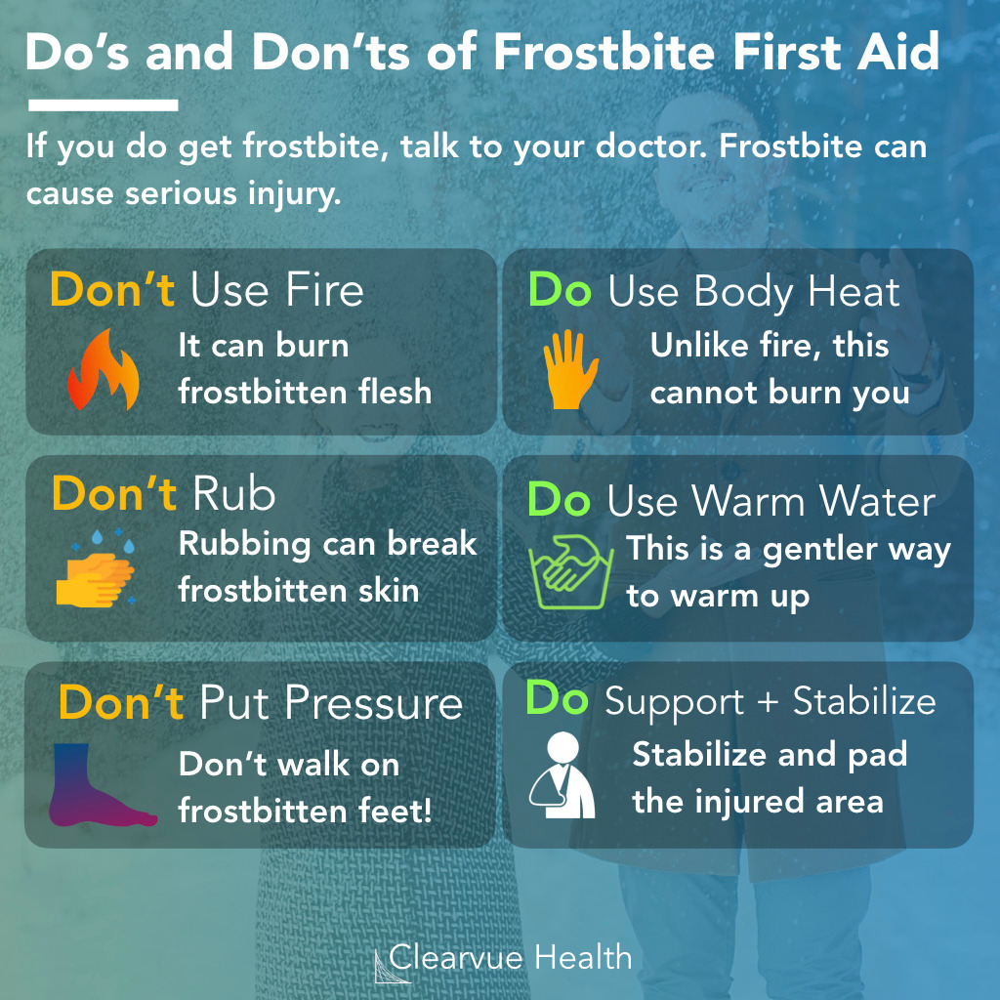 Do’s and Don’ts of Frostbite First Aid
If you do get frostbite, talk to your doctor. Frostbite can
cause serious injury.
Don’t Use Fire
It can burn
frostbitten flesh
Do Use Body Heat
Unlike fire, this
cannot burn you
Don’t Rub
Rubbing can break
frostbitten skin
Do Use Warm Water
This is a gentler way
to warm up
Don’t Put Pressure
Don’t walk on
frostbitten feet!
Do Support + Stabilize
Stabilize and pad
the injured area
Clearvue Health